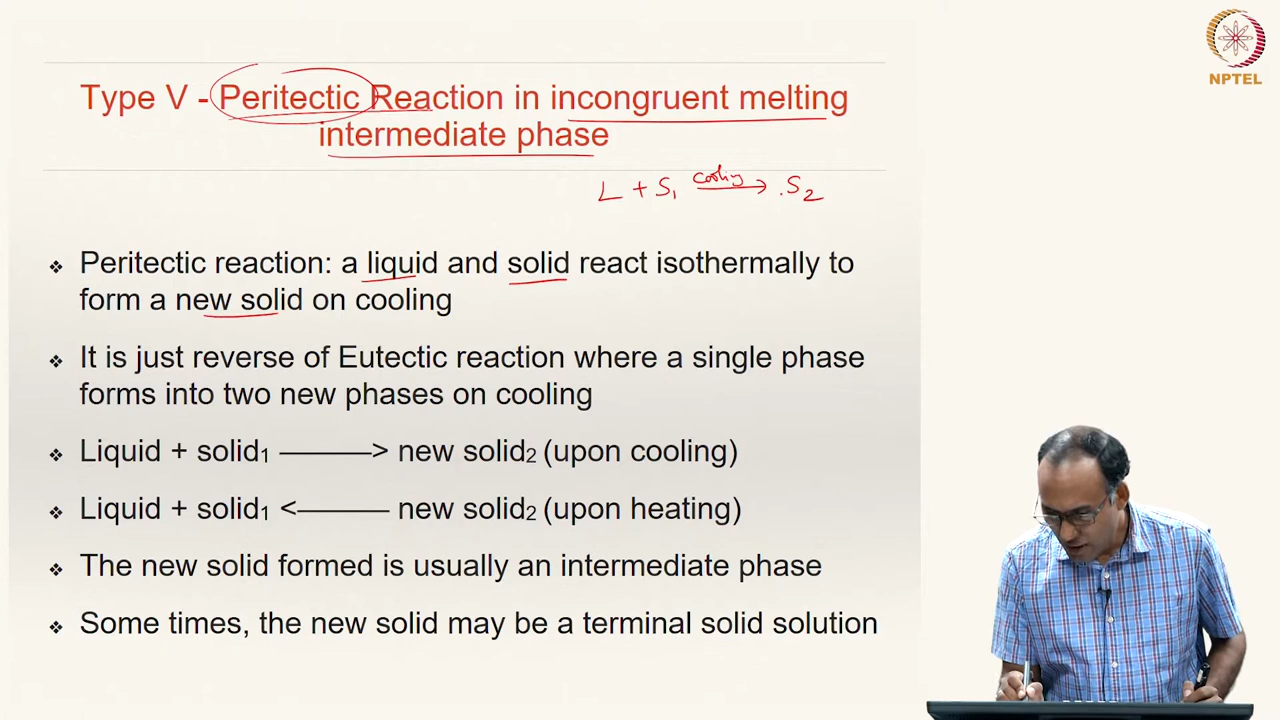 NPTEL
Type V - Peritectic Reaction in incongruent melting
intermediate phase
L + S1 cooling → S2
❖ Peritectic reaction: a liquid and solid react isothermally to
form a new solid on cooling
❖ It is just reverse of Eutectic reaction where a single phase
forms into two new phases on cooling
❖ Liquid + solid1 ———> new solid2 (upon cooling)
❖ Liquid + solid1 <——— new solid2 (upon heating)
❖ The new solid formed is usually an intermediate phase
❖ Some times, the new solid may be a terminal solid solution